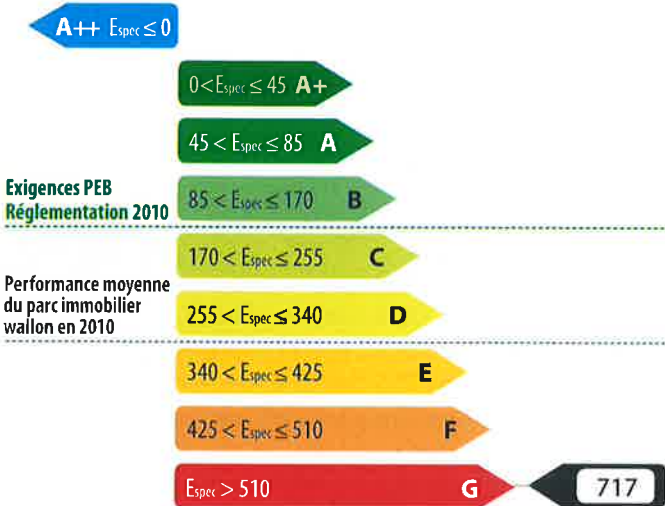 A++ Espec ≤ 0
0 < Espec ≤ 45 A+
45 < Espec ≤ 85 A
Exigences PEB
Réglementation 2010
85 < Espec ≤ 170 B
170 < Espec ≤ 255 C
Performance moyenne
du parc immobilier
wallon en 2010
255 < Espec ≤ 340 D
340 < Espec ≤ 425 E
425 < Espec ≤ 510 F
Espec > 510 G
717